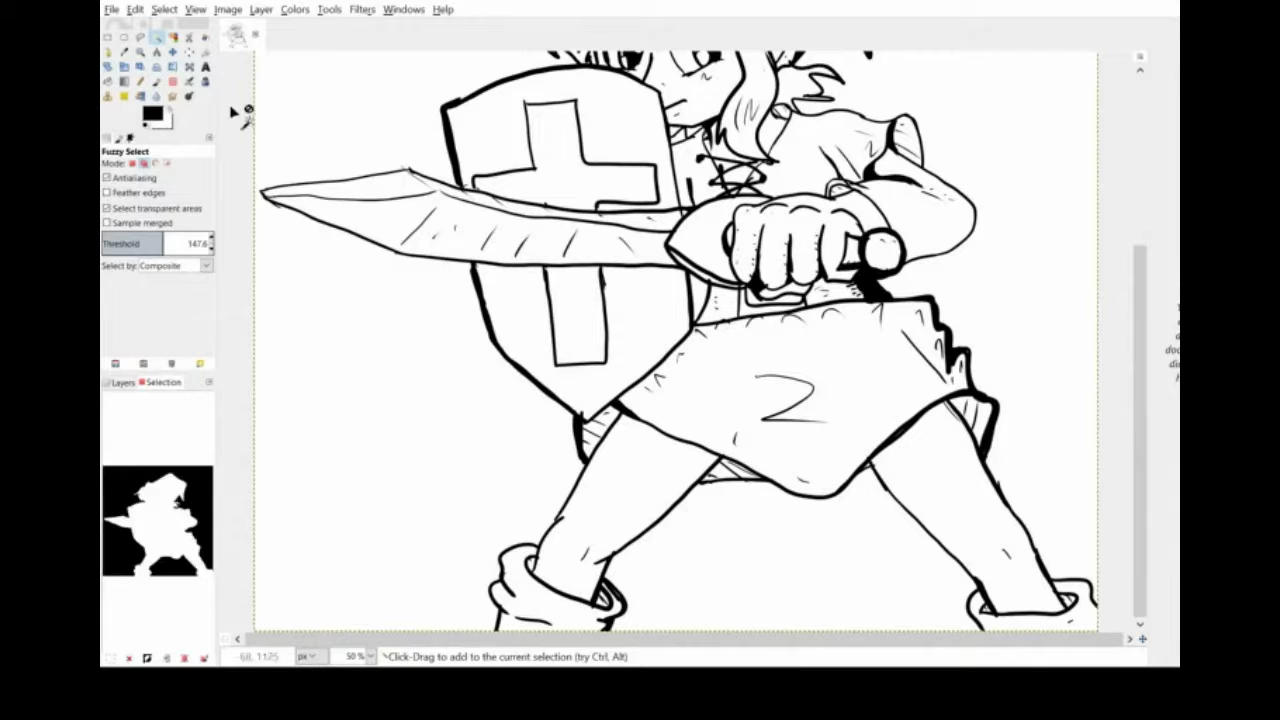 File Edit Select View Image Layer Colors Tools Filters Windows Help
Fuzzy Select
Mode:
Antialiasing
Feather edges
Select transparent areas
Sample merged
Threshold 147.6
Select by: Composite
Layers Selection
2
px 50 % Click-Drag to add to the current selection (try Ctrl, Alt)